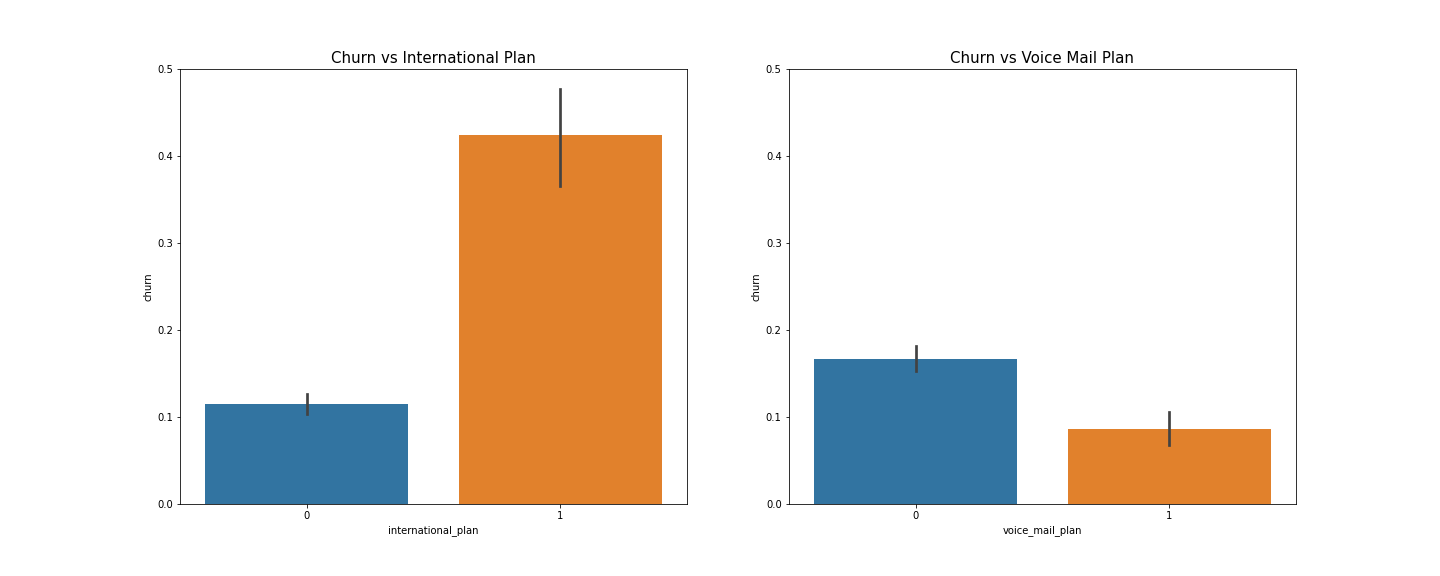 Churn vs International Plan
0.5
0.4
0.3
0.2
0.1
0.0
churn
0 1
international_plan
Churn vs Voice Mail Plan
0.5
0.4
0.3
0.2
0.1
0.0
churn
0 1
voice_mail_plan